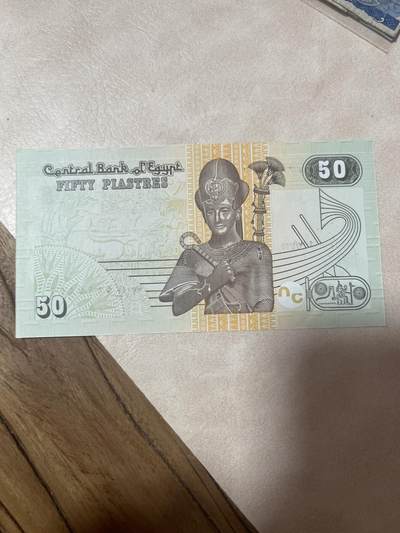 Central Bank of Egypt
FIFTY PIASTRES
50
50